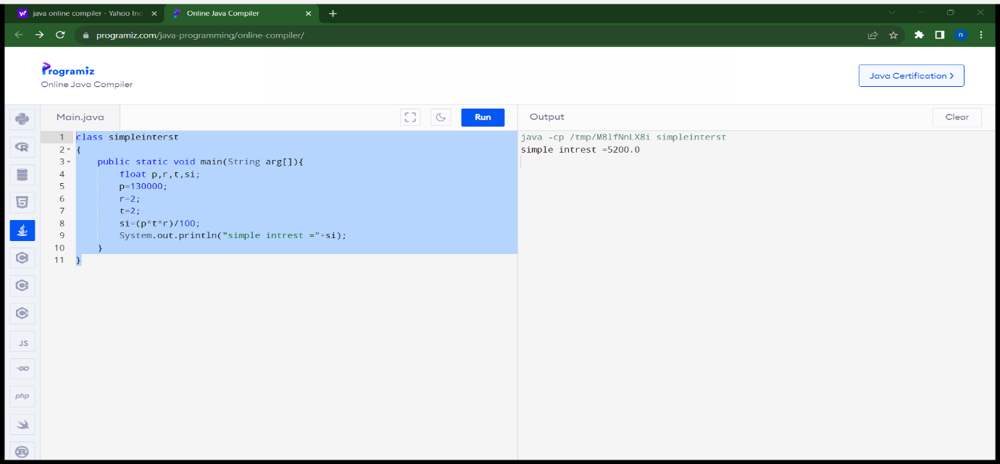 java online compiler - Yahoo Ind
Online Java Compiler
programiz.com/java-programming/online-compiler/
n
Programiz
Online Java Compiler
Java Certification >
Main.java
Run
Output
Clear
1 class simpleinterst
2 {
3 public static void main(String arg[]){
4 float p,r,t,si;
5 p=130000;
6 r=2;
7 t=2;
8 si=(p*t*r)/100;
9 System.out.println("simple intrest ="+si);
10 }
11 }
java -cp /tmp/M8lfNnLX8i simpleinterst
simple intrest =5200.0
JS
GO
php